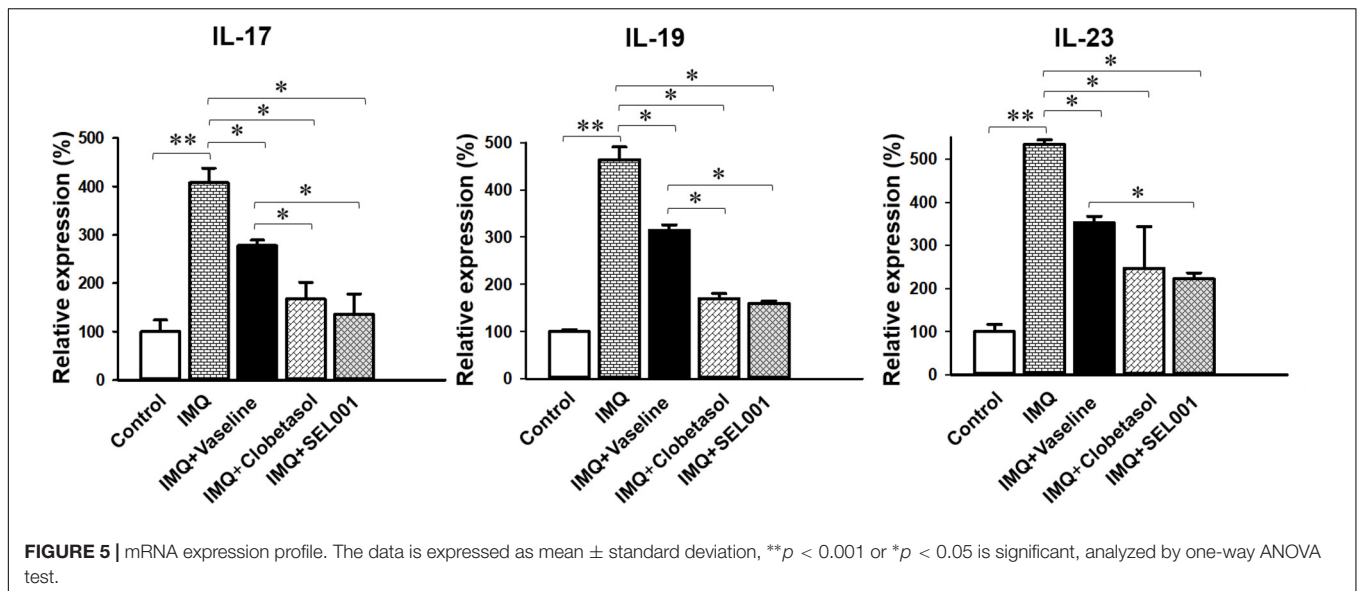 IL-17
IL-19
IL-23
Relative expression (%)
500
400
300
200
100
0
**
*
*
*
*
*
Control
IMQ
IMQ+Vaseline
IMQ+Clobetasol
IMQ+SEL001
Relative expression (%)
500
400
300
200
100
0
**
*
*
*
*
*
Control
IMQ
IMQ+Vaseline
IMQ+Clobetasol
IMQ+SEL001
Relative expression (%)
500
400
300
200
100
0
**
*
*
*
*
Control
IMQ
IMQ+Vaseline
IMQ+Clobetasol
IMQ+SEL001
FIGURE 5 | mRNA expression profile. The data is expressed as mean ± standard deviation, **p < 0.001 or *p < 0.05 is significant, analyzed by one-way ANOVA
test.